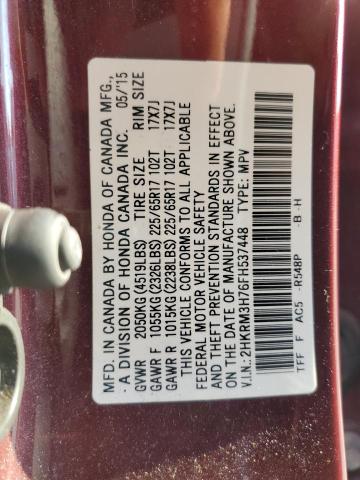 MFD. IN CANADA BY HONDA OF CANADA MFG.,
- A DIVISION OF HONDA CANADA INC. 05/'15
GVWR 2050KG (4519LBS) TIRE SIZE RIM SIZE
GAWR F 1055KG (2326LBS) 225/65R17 102T 17X7J
GAWR R 1015KG (2238LBS) 225/65R17 102T 17X7J
THIS VEHICLE CONFORMS TO ALL APPLICABLE
FEDERAL MOTOR VEHICLE SAFETY
AND THEFT PREVENTION STANDARDS IN EFFECT
ON THE DATE OF MANUFACTURE SHOWN ABOVE.
V.I.N.: 2HKRM3H76FH537448 TYPE: MPV
TFF F AC5 -R548P -B-H